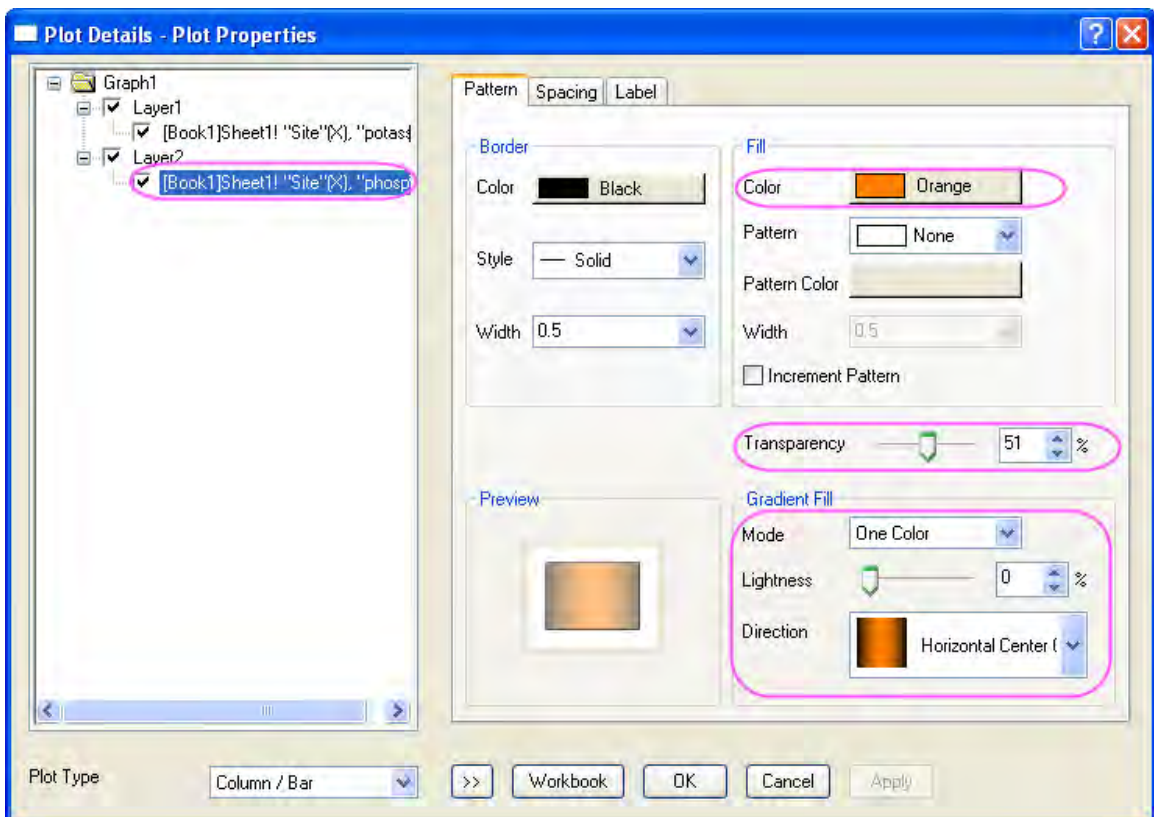 Plot Details - Plot Properties
Graph1
Layer1
[Book1]Sheet1! "Site"(X), "potas
Layer2
[Book1]Sheet1! "Site"(X), "phosp
Pattern Spacing Label
Border
Color Black
Style Solid
Width 0.5
Fill
Color Orange
Pattern None
Pattern Color
Width 0.5
Increment Pattern
Transparency 51 %
Preview
Gradient Fill
Mode One Color
Lightness 0 %
Direction Horizontal Center (
Plot Type Column / Bar >> Workbook OK Cancel Apply